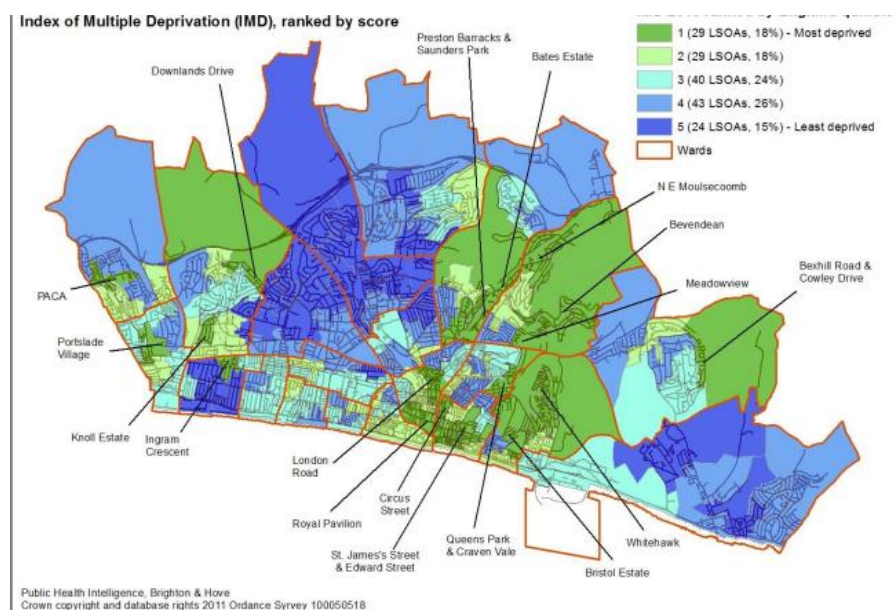 Index of Multiple Deprivation (IMD), ranked by score
1 (29 LSOAs, 18%) - Most deprived
2 (29 LSOAs, 18%)
3 (40 LSOAs, 24%)
4 (43 LSOAs, 26%)
5 (24 LSOAs, 15%) - Least deprived
Wards
Preston Barracks &
Saunders Park
Bates Estate
Downlands Drive
N E Moulsecoomb
Bevendean
Bexhill Road &
Cowley Drive
Meadowview
PACA
Portslade
Village
Knoll Estate
Ingram
Crescent
London
Road
Circus
Street
Royal Pavilion
St. James's Street
& Edward Street
Queens Park
& Craven Vale
Whitehawk
Bristol Estate
Public Health Intelligence, Brighton & Hove
Crown copyright and database rights 2011 Ordance Survey 100050518